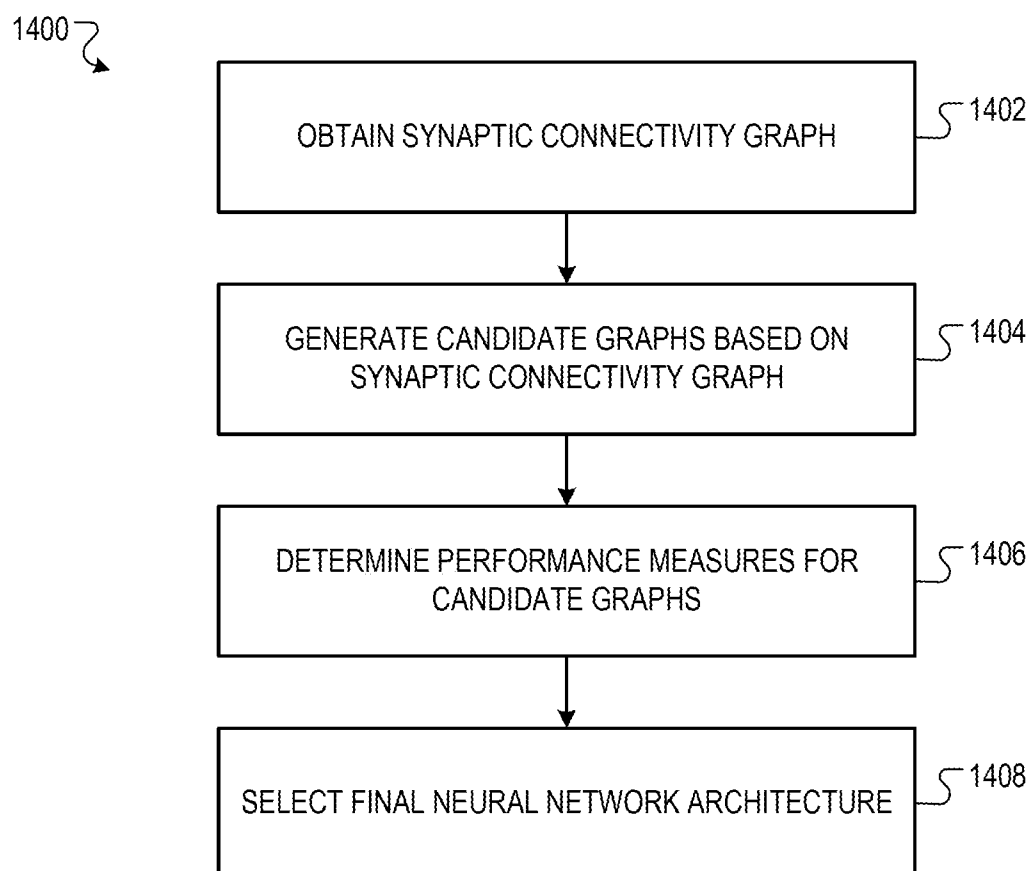 1400
OBTAIN SYNAPTIC CONNECTIVITY GRAPH
1402
GENERATE CANDIDATE GRAPHS BASED ON
SYNAPTIC CONNECTIVITY GRAPH
1404
DETERMINE PERFORMANCE MEASURES FOR
CANDIDATE GRAPHS
1406
SELECT FINAL NEURAL NETWORK ARCHITECTURE
1408